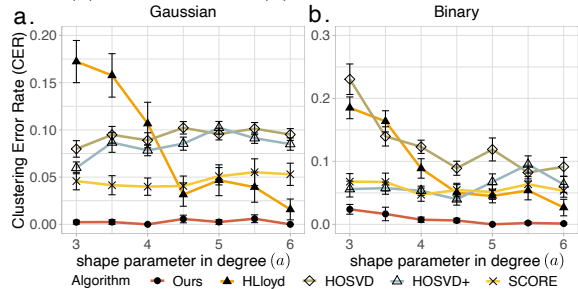 a. Gaussian
b. Binary
Clustering Error Rate (CER)
0.20
0.15
0.10
0.05
0.00
3 4 5 6
shape parameter in degree (a)
0.3
0.2
0.1
0.0
3 4 5 6
shape parameter in degree (a)
Algorithm Ours HLloyd HOSVD HOSVD+ SCORE